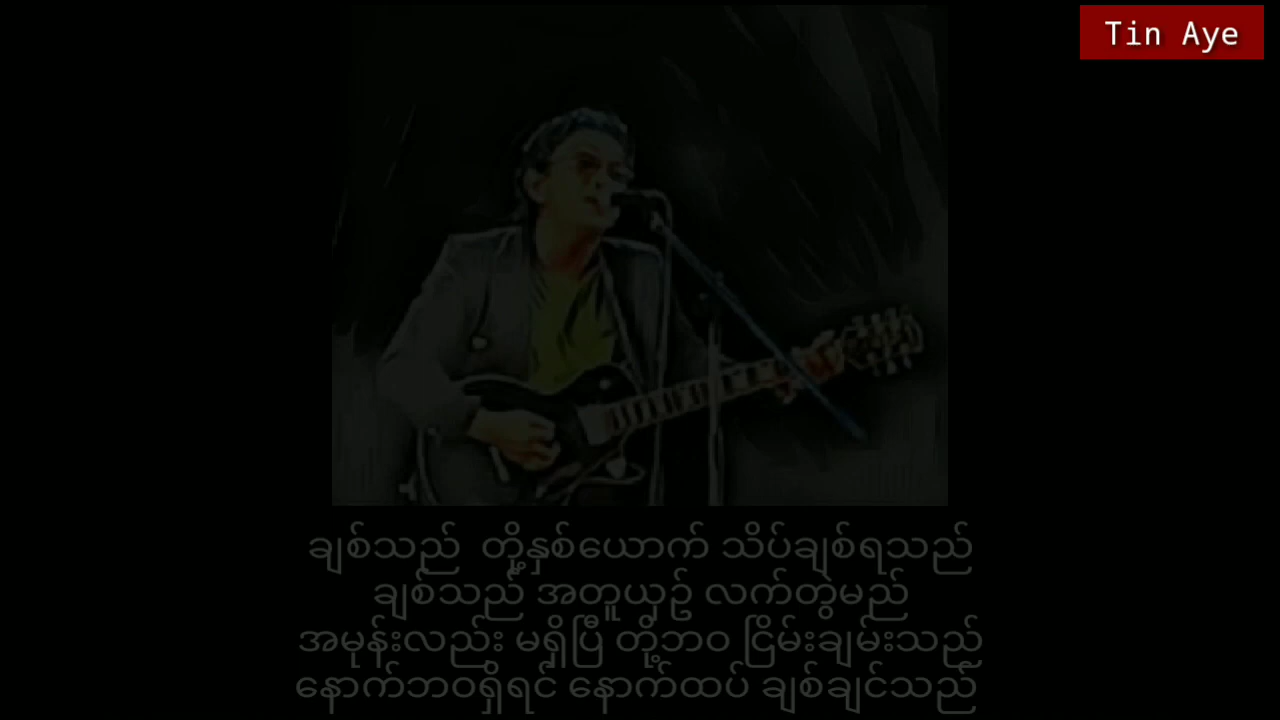 Tin Aye
ချစ်သည် တို့နှစ်ယောက် သိပ်ချစ်ရသည်
ချစ်သည် အတူယှဉ် လက်တွဲမည်
အမုန်းလည်း မရှိပြီ တို့ဘဝ ငြိမ်းချမ်းသည်
နောက်ဘဝရှိရင် နောက်ထပ် ချစ်ချင်သည်